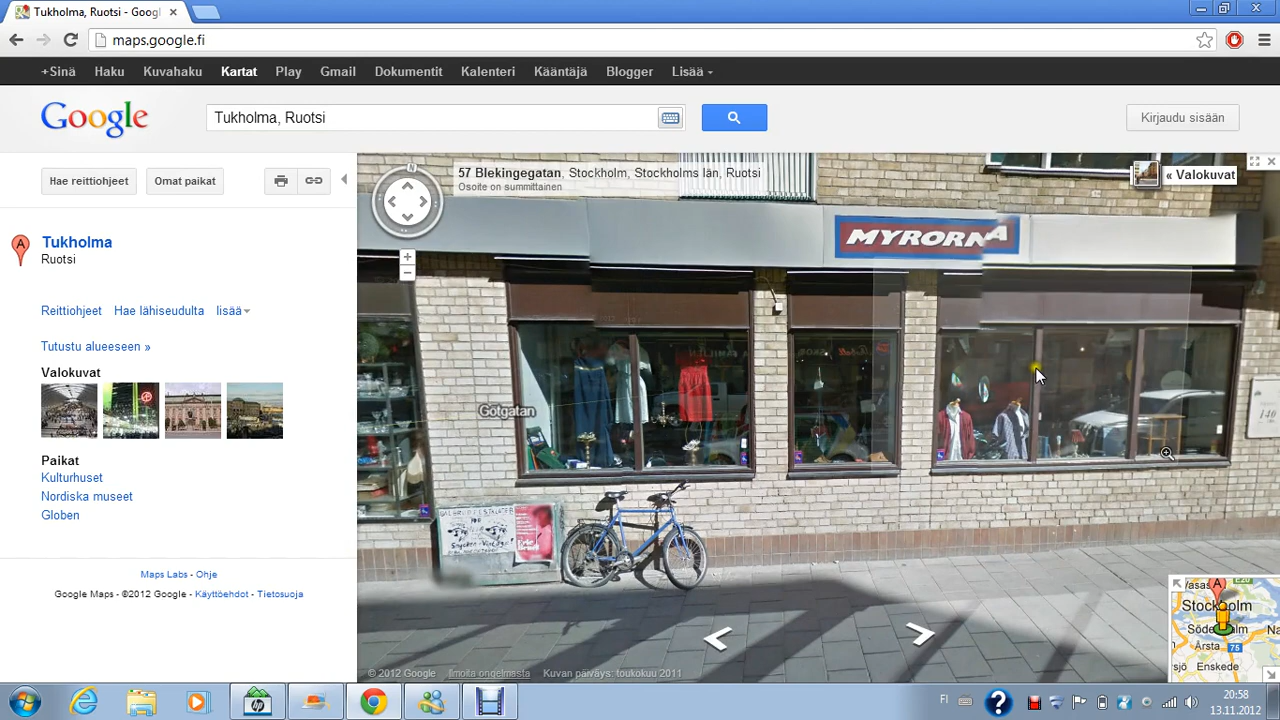 Tukholma, Ruotsi - Googl
maps.google.fi
+Sinä Haku Kuvahaku Kartat Play Gmail Dokumentit Kalenteri Kääntäjä Blogger Lisää
Google Tukholma, Ruotsi Kirjaudu sisään
Hae reittiohjeet Omat paikat
57 Blekingegatan, Stockholm, Stockholms län, Ruotsi
Osoite on summittainen
« Valokuvat
N
MYRORNA
A Tukholma
Ruotsi
Reittiohjeet Hae lähiseudulta lisää
Tutustu alueeseen »
Valokuvat
Götgatan
Paikat
Kulturhuset
Nordiska museet
Globen
Maps Labs - Ohje
Google Maps - ©2012 Google - Käyttöehdot - Tietosuoja
A
E20
Stockholm
Årsta
75
Enskede
© 2012 Google Ilmoita ongelmasta Kuvan päiväys: toukokuu 2011
hp
FI
20:58
13.11.2012